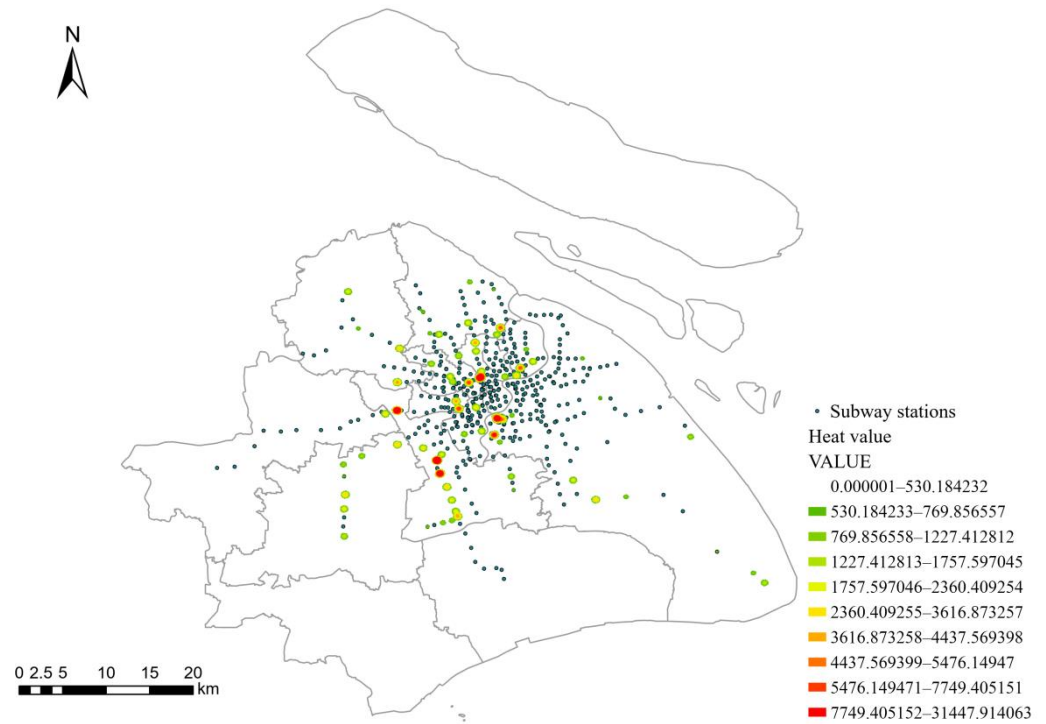 N
Subway stations
Heat value
VALUE
0.000001–530.184232
530.184233–769.856557
769.856558–1227.412812
1227.412813–1757.597045
1757.597046–2360.409254
2360.409255–3616.873257
3616.873258–4437.569398
4437.569399–5476.14947
5476.149471–7749.405151
7749.405152–31447.914063
0 2.5 5 10 15 20
km